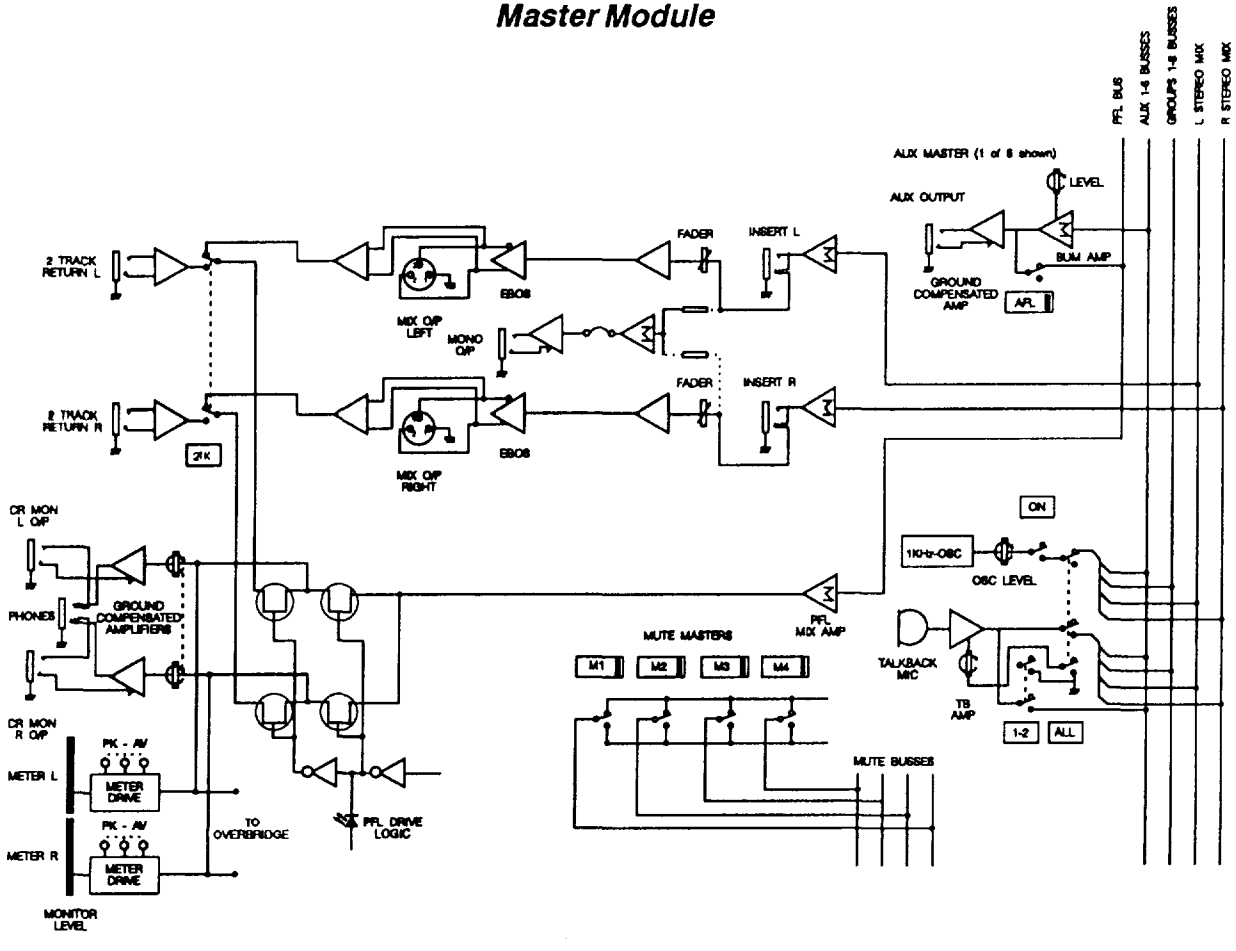 Master Module
PFL BUS
AUX 1-6 BUSSES
GROUPS 1-8 BUSSES
L STEREO MIX
R STEREO MIX
AUX MASTER (1 of 6 shown)
LEVEL
AUX OUTPUT
BUM AMP
GROUND
COMPENSATED
AMP
AFL
2 TRACK
RETURN L
MIX O/P
LEFT
EBOS
FADER
INSERT L
MONO
O/P
2 TRACK
RETURN R
2TK
MIX O/P
RIGHT
EBOS
FADER
INSERT R
CR MON
L O/P
PHONES
GROUND
COMPENSATED
AMPLIFIERS
CR MON
R O/P
PFL
MIX AMP
ON
1KHz-OSC
OSC LEVEL
TALKBACK
MIC
TB
AMP
1-2
ALL
MUTE MASTERS
M1
M2
M3
M4
MUTE BUSSES
PK - AV
METER L
METER
DRIVE
TO
OVERBRIDGE
PFL DRIVE
LOGIC
PK - AV
METER R
METER
DRIVE
MONITOR
LEVEL